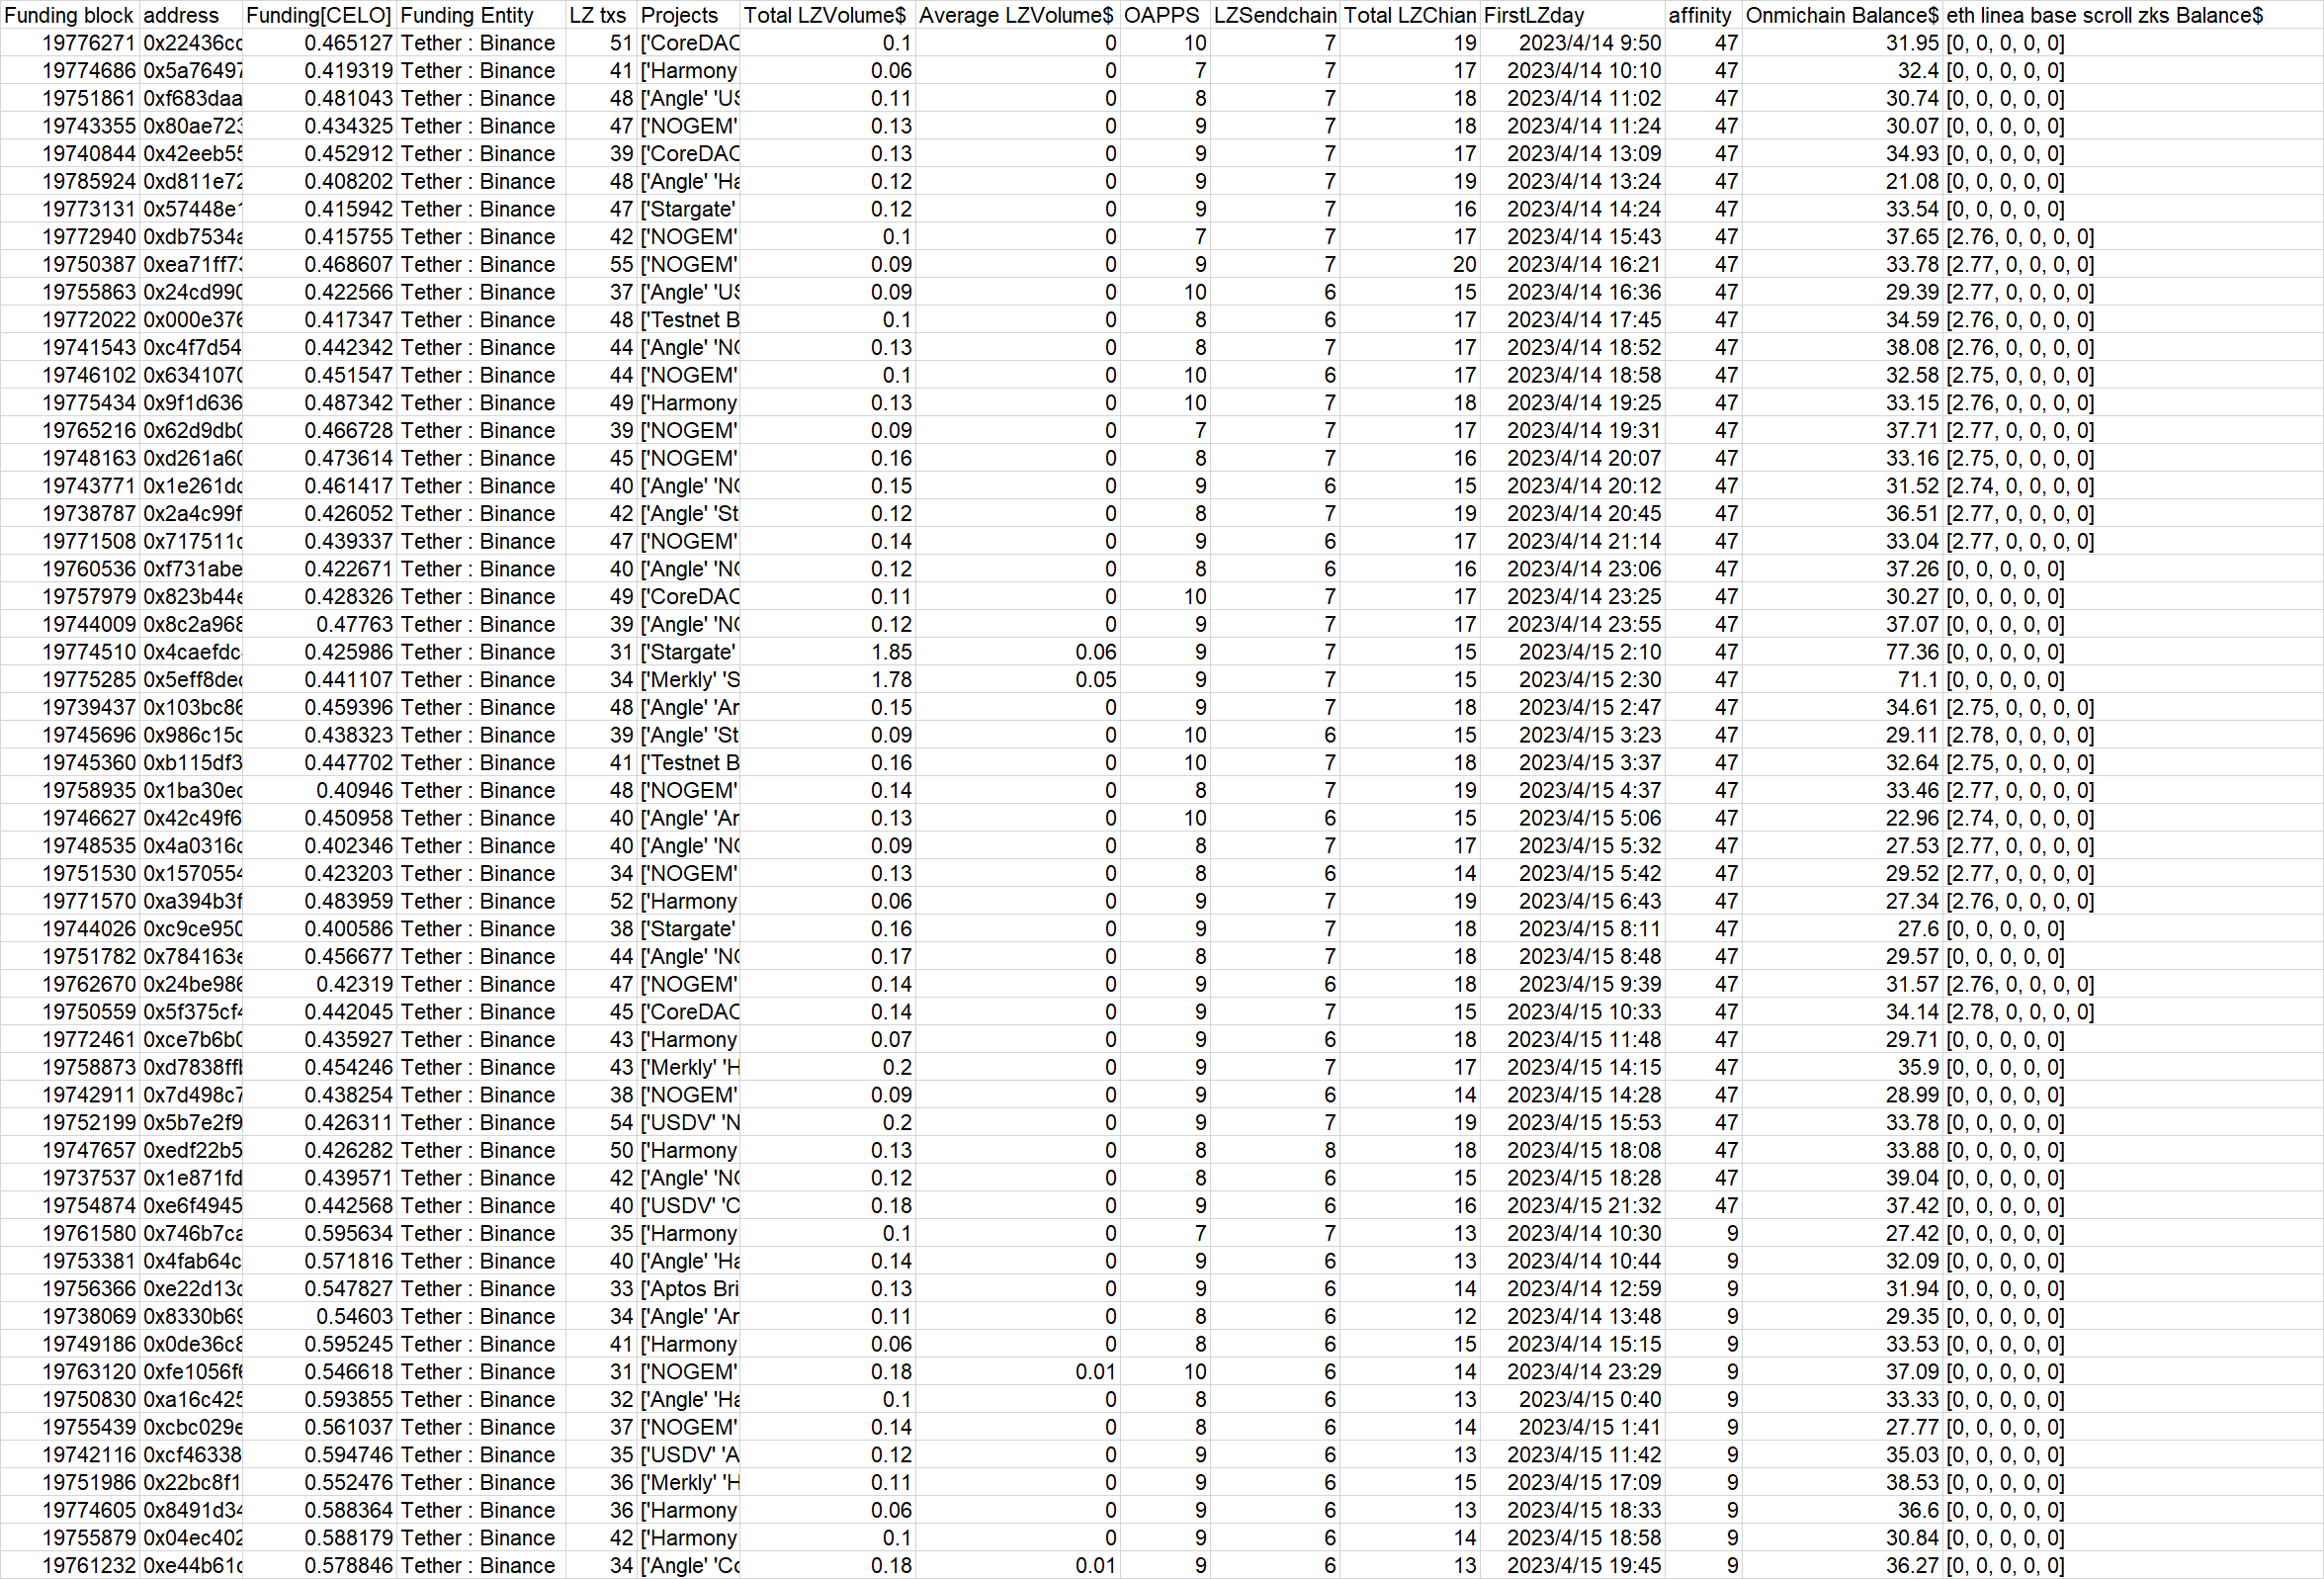 Funding block address Funding[CELO] Funding Entity LZ txs Projects Total LZVolume$ Average LZVolume$ OAPPS LZSendchain Total LZChian FirstLZday affinity Onmichain Balance$ eth linea base scroll zks Balance$
19776271 0x22436cc 0.465127 Tether : Binance 51 ['CoreDAC 0.1 0 10 7 19 2023/4/14 9:50 47 31.95 [0, 0, 0, 0, 0]
19774686 0x5a76497 0.419319 Tether : Binance 41 ['Harmony 0.06 0 7 7 17 2023/4/14 10:10 47 32.4 [0, 0, 0, 0, 0]
19751861 0xf683daa 0.481043 Tether : Binance 48 ['Angle' 'US 0.11 0 8 7 18 2023/4/14 11:02 47 30.74 [0, 0, 0, 0, 0]
19743355 0x80ae723 0.434325 Tether : Binance 47 ['NOGEM' 0.13 0 9 7 18 2023/4/14 11:24 47 30.07 [0, 0, 0, 0, 0]
19740844 0x42eeb55 0.452912 Tether : Binance 39 ['CoreDAC 0.13 0 9 7 17 2023/4/14 13:09 47 34.93 [0, 0, 0, 0, 0]
19785924 0xd811e72 0.408202 Tether : Binance 48 ['Angle' 'Ha 0.12 0 9 7 19 2023/4/14 13:24 47 21.08 [0, 0, 0, 0, 0]
19773131 0x57448e1 0.415942 Tether : Binance 47 ['Stargate' 0.12 0 9 7 16 2023/4/14 14:24 47 33.54 [0, 0, 0, 0, 0]
19772940 0xdb7534a 0.415755 Tether : Binance 42 ['NOGEM' 0.1 0 7 7 17 2023/4/14 15:43 47 37.65 [2.76, 0, 0, 0, 0]
19750387 0xea71ff73 0.468607 Tether : Binance 55 ['NOGEM' 0.09 0 9 7 20 2023/4/14 16:21 47 33.78 [2.77, 0, 0, 0, 0]
19755863 0x24cd990 0.422566 Tether : Binance 37 ['Angle' 'US 0.09 0 10 6 15 2023/4/14 16:36 47 29.39 [2.77, 0, 0, 0, 0]
19772022 0x000e376 0.417347 Tether : Binance 48 ['Testnet B 0.1 0 8 6 17 2023/4/14 17:45 47 34.59 [2.76, 0, 0, 0, 0]
19741543 0xc4f7d54 0.442342 Tether : Binance 44 ['Angle' 'NO 0.13 0 8 7 17 2023/4/14 18:52 47 38.08 [2.76, 0, 0, 0, 0]
19746102 0x6341070 0.451547 Tether : Binance 44 ['NOGEM' 0.1 0 10 6 17 2023/4/14 18:58 47 32.58 [2.75, 0, 0, 0, 0]
19775434 0x9f1d636 0.487342 Tether : Binance 49 ['Harmony 0.13 0 10 7 18 2023/4/14 19:25 47 33.15 [2.76, 0, 0, 0, 0]
19765216 0x62d9db0 0.466728 Tether : Binance 39 ['NOGEM' 0.09 0 7 7 17 2023/4/14 19:31 47 37.71 [2.77, 0, 0, 0, 0]
19748163 0xd261a60 0.473614 Tether : Binance 45 ['NOGEM' 0.16 0 8 7 16 2023/4/14 20:07 47 33.16 [2.75, 0, 0, 0, 0]
19743771 0x1e261dc 0.461417 Tether : Binance 40 ['Angle' 'NO 0.15 0 9 6 15 2023/4/14 20:12 47 31.52 [2.74, 0, 0, 0, 0]
19738787 0x2a4c99f 0.426052 Tether : Binance 42 ['Angle' 'St 0.12 0 8 7 19 2023/4/14 20:45 47 36.51 [2.77, 0, 0, 0, 0]
19771508 0x717511c 0.439337 Tether : Binance 47 ['NOGEM' 0.14 0 9 6 17 2023/4/14 21:14 47 33.04 [2.77, 0, 0, 0, 0]
19760536 0xf731abe 0.422671 Tether : Binance 40 ['Angle' 'NO 0.12 0 8 6 16 2023/4/14 23:06 47 37.26 [0, 0, 0, 0, 0]
19757979 0x823b44e 0.428326 Tether : Binance 49 ['CoreDAC 0.11 0 10 7 17 2023/4/14 23:25 47 30.27 [0, 0, 0, 0, 0]
19744009 0x8c2a968 0.47763 Tether : Binance 39 ['Angle' 'NO 0.12 0 9 7 17 2023/4/14 23:55 47 37.07 [0, 0, 0, 0, 0]
19774510 0x4caefdc 0.425986 Tether : Binance 31 ['Stargate' 1.85 0.06 9 7 15 2023/4/15 2:10 47 77.36 [0, 0, 0, 0, 0]
19775285 0x5eff8dec 0.441107 Tether : Binance 34 ['Merkly' 'S 1.78 0.05 9 7 15 2023/4/15 2:30 47 71.1 [0, 0, 0, 0, 0]
19739437 0x103bc86 0.459396 Tether : Binance 48 ['Angle' 'Ar 0.15 0 9 7 18 2023/4/15 2:47 47 34.61 [2.75, 0, 0, 0, 0]
19745696 0x986c15c 0.438323 Tether : Binance 39 ['Angle' 'St 0.09 0 10 6 15 2023/4/15 3:23 47 29.11 [2.78, 0, 0, 0, 0]
19745360 0xb115df3 0.447702 Tether : Binance 41 ['Testnet B 0.16 0 10 7 18 2023/4/15 3:37 47 32.64 [2.75, 0, 0, 0, 0]
19758935 0x1ba30ec 0.40946 Tether : Binance 48 ['NOGEM' 0.14 0 8 7 19 2023/4/15 4:37 47 33.46 [2.77, 0, 0, 0, 0]
19746627 0x42c49f6 0.450958 Tether : Binance 40 ['Angle' 'Ar 0.13 0 10 6 15 2023/4/15 5:06 47 22.96 [2.74, 0, 0, 0, 0]
19748535 0x4a0316c 0.402346 Tether : Binance 40 ['Angle' 'NO 0.09 0 8 7 17 2023/4/15 5:32 47 27.53 [2.77, 0, 0, 0, 0]
19751530 0x1570554 0.423203 Tether : Binance 34 ['NOGEM' 0.13 0 8 6 14 2023/4/15 5:42 47 29.52 [2.77, 0, 0, 0, 0]
19771570 0xa394b3f 0.483959 Tether : Binance 52 ['Harmony 0.06 0 9 7 19 2023/4/15 6:43 47 27.34 [2.76, 0, 0, 0, 0]
19744026 0xc9ce950 0.400586 Tether : Binance 38 ['Stargate' 0.16 0 9 7 18 2023/4/15 8:11 47 27.6 [0, 0, 0, 0, 0]
19751782 0x784163e 0.456677 Tether : Binance 44 ['Angle' 'NO 0.17 0 8 7 18 2023/4/15 8:48 47 29.57 [0, 0, 0, 0, 0]
19762670 0x24be986 0.42319 Tether : Binance 47 ['NOGEM' 0.14 0 9 6 18 2023/4/15 9:39 47 31.57 [2.76, 0, 0, 0, 0]
19750559 0x5f375cf4 0.442045 Tether : Binance 45 ['CoreDAC 0.14 0 9 7 15 2023/4/15 10:33 47 34.14 [2.78, 0, 0, 0, 0]
19772461 0xce7b6b0 0.435927 Tether : Binance 43 ['Harmony 0.07 0 9 6 18 2023/4/15 11:48 47 29.71 [0, 0, 0, 0, 0]
19758873 0xd7838ffb 0.454246 Tether : Binance 43 ['Merkly' 'H 0.2 0 9 7 17 2023/4/15 14:15 47 35.9 [0, 0, 0, 0, 0]
19742911 0x7d498c7 0.438254 Tether : Binance 38 ['NOGEM' 0.09 0 9 6 14 2023/4/15 14:28 47 28.99 [0, 0, 0, 0, 0]
19752199 0x5b7e2f9 0.426311 Tether : Binance 54 ['USDV' 'N 0.2 0 9 7 19 2023/4/15 15:53 47 33.78 [0, 0, 0, 0, 0]
19747657 0xedf22b5 0.426282 Tether : Binance 50 ['Harmony 0.13 0 8 8 18 2023/4/15 18:08 47 33.88 [0, 0, 0, 0, 0]
19737537 0x1e871fd 0.439571 Tether : Binance 42 ['Angle' 'NO 0.12 0 8 6 15 2023/4/15 18:28 47 39.04 [0, 0, 0, 0, 0]
19754874 0xe6f4945 0.442568 Tether : Binance 40 ['USDV' 'C 0.18 0 9 6 16 2023/4/15 21:32 47 37.42 [0, 0, 0, 0, 0]
19761580 0x746b7ca 0.595634 Tether : Binance 35 ['Harmony 0.1 0 7 7 13 2023/4/14 10:30 9 27.42 [0, 0, 0, 0, 0]
19753381 0x4fab64c 0.571816 Tether : Binance 40 ['Angle' 'Ha 0.14 0 9 6 13 2023/4/14 10:44 9 32.09 [0, 0, 0, 0, 0]
19756366 0xe22d13c 0.547827 Tether : Binance 33 ['Aptos Bri 0.13 0 9 6 14 2023/4/14 12:59 9 31.94 [0, 0, 0, 0, 0]
19738069 0x8330b69 0.54603 Tether : Binance 34 ['Angle' 'Ar 0.11 0 8 6 12 2023/4/14 13:48 9 29.35 [0, 0, 0, 0, 0]
19749186 0x0de36c8 0.595245 Tether : Binance 41 ['Harmony 0.06 0 8 6 15 2023/4/14 15:15 9 33.53 [0, 0, 0, 0, 0]
19763120 0xfe1056f6 0.546618 Tether : Binance 31 ['NOGEM' 0.18 0.01 10 6 14 2023/4/14 23:29 9 37.09 [0, 0, 0, 0, 0]
19750830 0xa16c425 0.593855 Tether : Binance 32 ['Angle' 'Ha 0.1 0 8 6 13 2023/4/15 0:40 9 33.33 [0, 0, 0, 0, 0]
19755439 0xcbc029e 0.561037 Tether : Binance 37 ['NOGEM' 0.14 0 8 6 14 2023/4/15 1:41 9 27.77 [0, 0, 0, 0, 0]
19742116 0xcf46338 0.594746 Tether : Binance 35 ['USDV' 'A 0.12 0 9 6 13 2023/4/15 11:42 9 35.03 [0, 0, 0, 0, 0]
19751986 0x22bc8f1 0.552476 Tether : Binance 36 ['Merkly' 'H 0.11 0 9 6 15 2023/4/15 17:09 9 38.53 [0, 0, 0, 0, 0]
19774605 0x8491d34 0.588364 Tether : Binance 36 ['Harmony 0.06 0 9 6 13 2023/4/15 18:33 9 36.6 [0, 0, 0, 0, 0]
19755879 0x04ec402 0.588179 Tether : Binance 42 ['Harmony 0.1 0 9 6 14 2023/4/15 18:58 9 30.84 [0, 0, 0, 0, 0]
19761232 0xe44b61c 0.578846 Tether : Binance 34 ['Angle' 'Co 0.18 0.01 9 6 13 2023/4/15 19:45 9 36.27 [0, 0, 0, 0, 0]